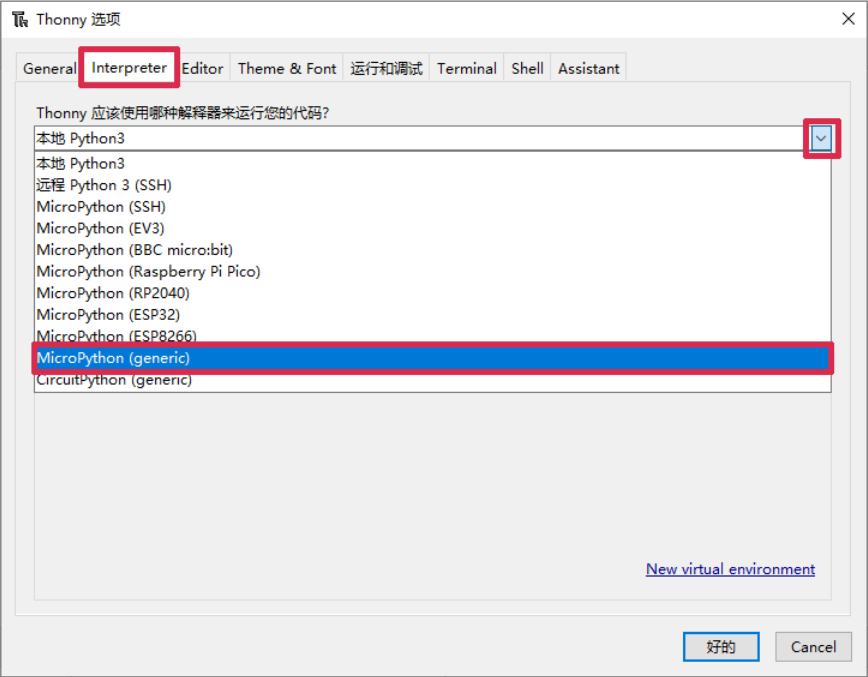 Thonny 选项
General Interpreter Editor Theme & Font 运行和调试 Terminal Shell Assistant
Thonny 应该使用哪种解释器来运行您的代码?
本地 Python3
本地 Python3
远程 Python 3 (SSH)
MicroPython (SSH)
MicroPython (EV3)
MicroPython (BBC micro:bit)
MicroPython (Raspberry Pi Pico)
MicroPython (RP2040)
MicroPython (ESP32)
MicroPython (ESP8266)
MicroPython (generic)
CircuitPython (generic)
New virtual environment
好的 Cancel